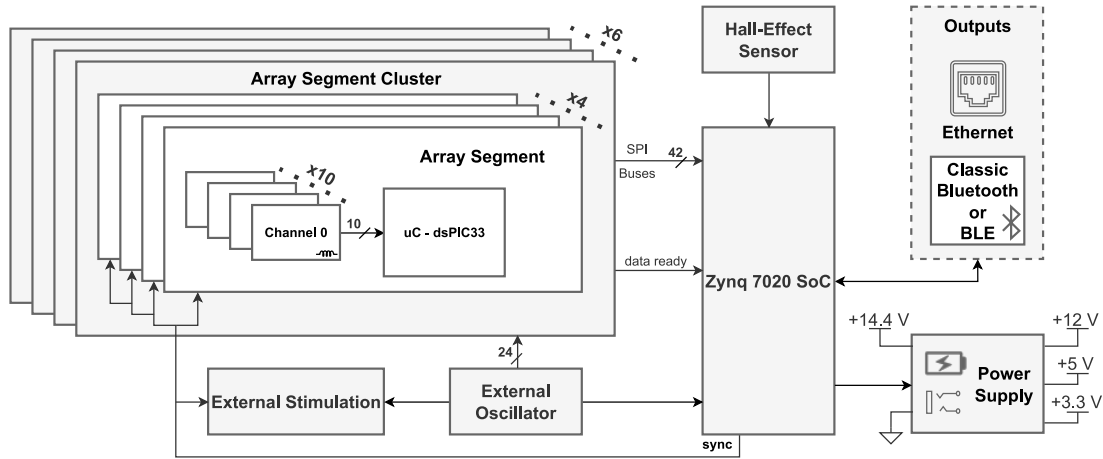 x6
Array Segment Cluster
x4
Array Segment
x10
Channel 0
10
uC - dsPIC33
24
External Stimulation
External
Oscillator
SPI
42
Buses
data ready
Hall-Effect
Sensor
Zynq 7020 SoC
sync
Outputs
Ethernet
Classic
Bluetooth
or
BLE
+14.4 V
+12 V
+5 V
+3.3 V
Power
Supply